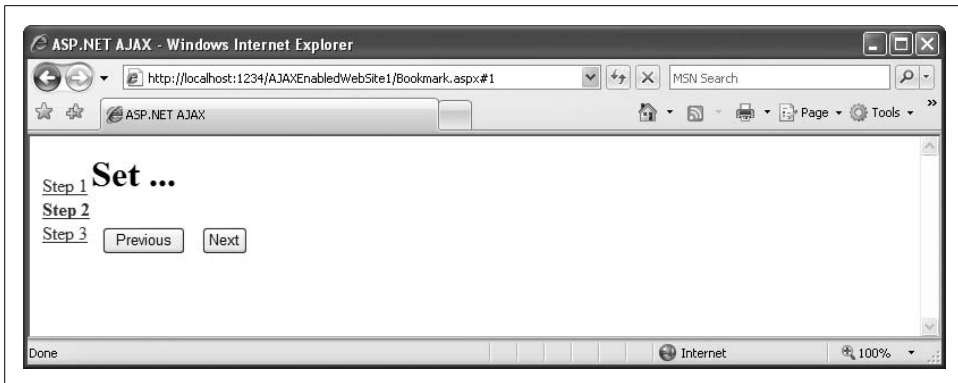 ASP.NET AJAX - Windows Internet Explorer
http://localhost:1234/AJAXEnabledWebSite1/Bookmark.aspx#1
MSN Search
ASP.NET AJAX
Page
Tools
»
Step 1
Set ...
Step 2
Step 3
Previous
Next
Done
Internet
100%